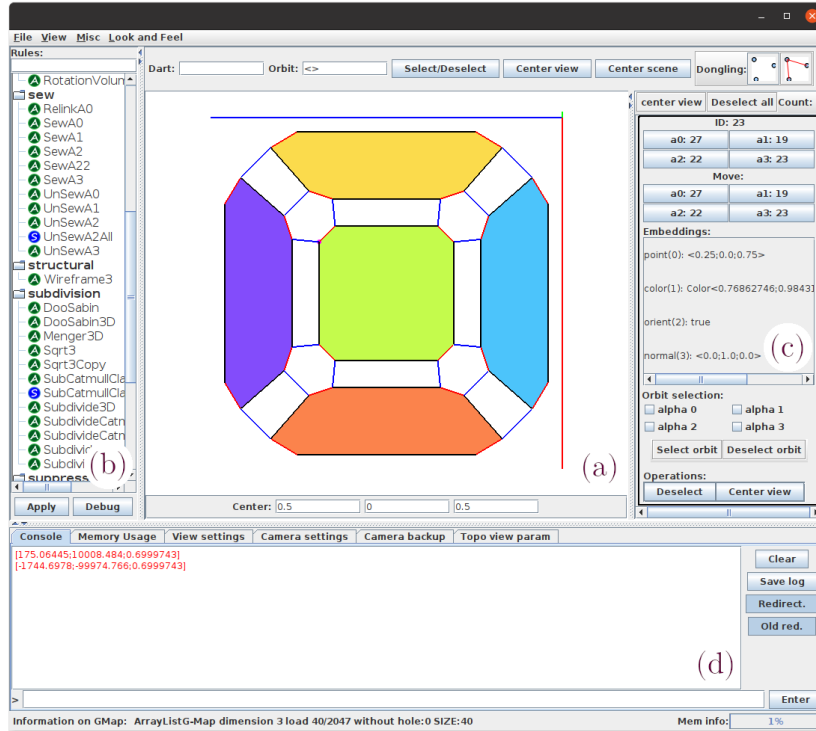 File View Misc Look and Feel
Rules:
Dart: Orbit: <> Select/Deselect Center view Center scene Dongling:
RotationVolun
sew
RelinkA0
SewA0
SewA1
SewA2
SewA22
SewA3
UnSewA0
UnSewA1
UnSewA2
UnSewA2All
UnSewA3
structural
Wireframe3
subdivision
DooSabin
DooSabin3D
Menger3D
Sqrt3
Sqrt3Copy
SubCatmullCla
SubCatmullCla
Subdivide3D
SubdivideCatn
SubdivideCatn
Subdivi
Subdivi
suppress
(b)
Apply Debug
(a)
Center: 0.5 0 0.5
center view Deselect all Count:
ID: 23
a0: 27 a1: 19
a2: 22 a3: 23
Move:
a0: 27 a1: 19
a2: 22 a3: 23
Embeddings:
point(0): <0.25;0.0;0.75>
color(1): Color<0.76862746;0.9843
orient(2): true
normal(3): <0.0;1.0;0.0>
(c)
Orbit selection:
alpha 0 alpha 1
alpha 2 alpha 3
Select orbit Deselect orbit
Operations:
Deselect Center view
Console Memory Usage View settings Camera settings Camera backup Topo view param
[175.06445;10008.484;0.6999743]
[-1744.6978;-99974.766;0.6999743]
Clear
Save log
Redirect.
Old red.
(d)
> Enter
Information on GMap: ArrayListG-Map dimension 3 load 40/2047 without hole:0 SIZE:40 Mem info: 1%